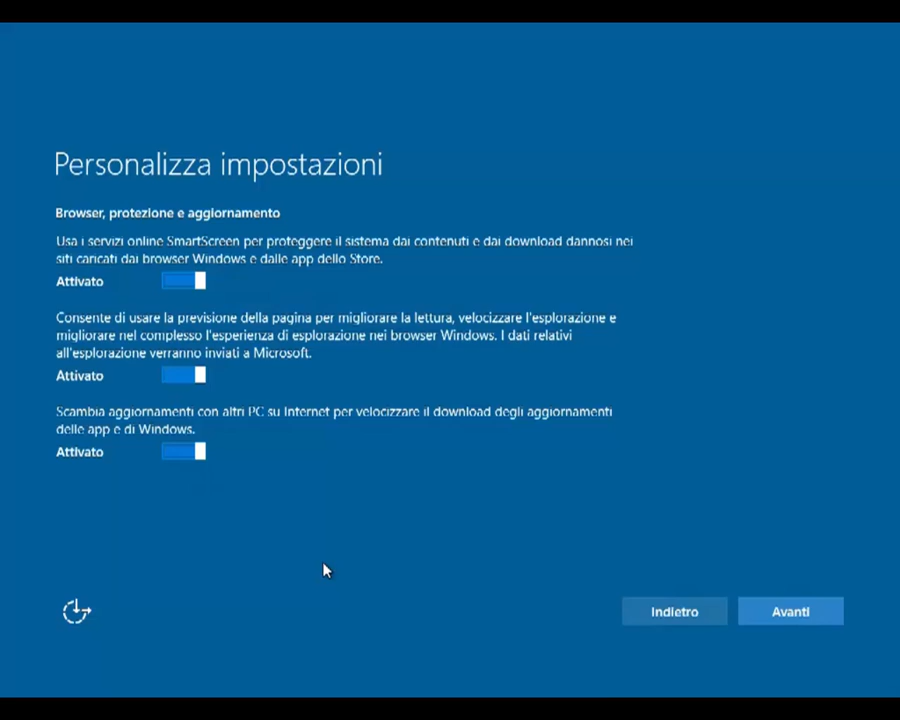 Personalizza impostazioni
Browser, protezione e aggiornamento
Usa i servizi online SmartScreen per proteggere il sistema dai contenuti e dai download dannosi nei
siti caricati dai browser Windows e dalle app dello Store.
Attivato
Consente di usare la previsione della pagina per migliorare la lettura, velocizzare l'esplorazione e
migliorare nel complesso l'esperienza di esplorazione nei browser Windows. I dati relativi
all'esplorazione verranno inviati a Microsoft.
Attivato
Scambia aggiornamenti con altri PC su Internet per velocizzare il download degli aggiornamenti
delle app e di Windows.
Attivato
Indietro
Avanti